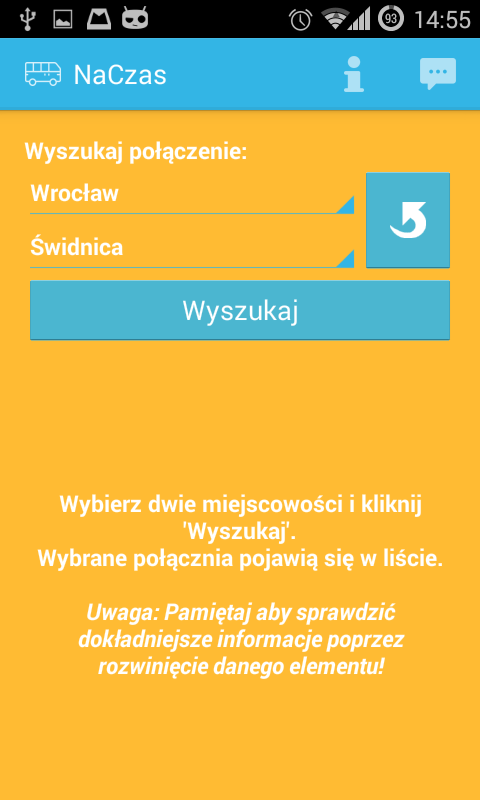 93 14:55
NaCzas
Wyszukaj połączenie:
Wrocław
Świdnica
Wyszukaj
Wybierz dwie miejscowości i kliknij
'Wyszukaj'.
Wybrane połącznia pojawią się w liście.
Uwaga: Pamiętaj aby sprawdzić
dokładniejsze informacje poprzez
rozwinięcie danego elementu!